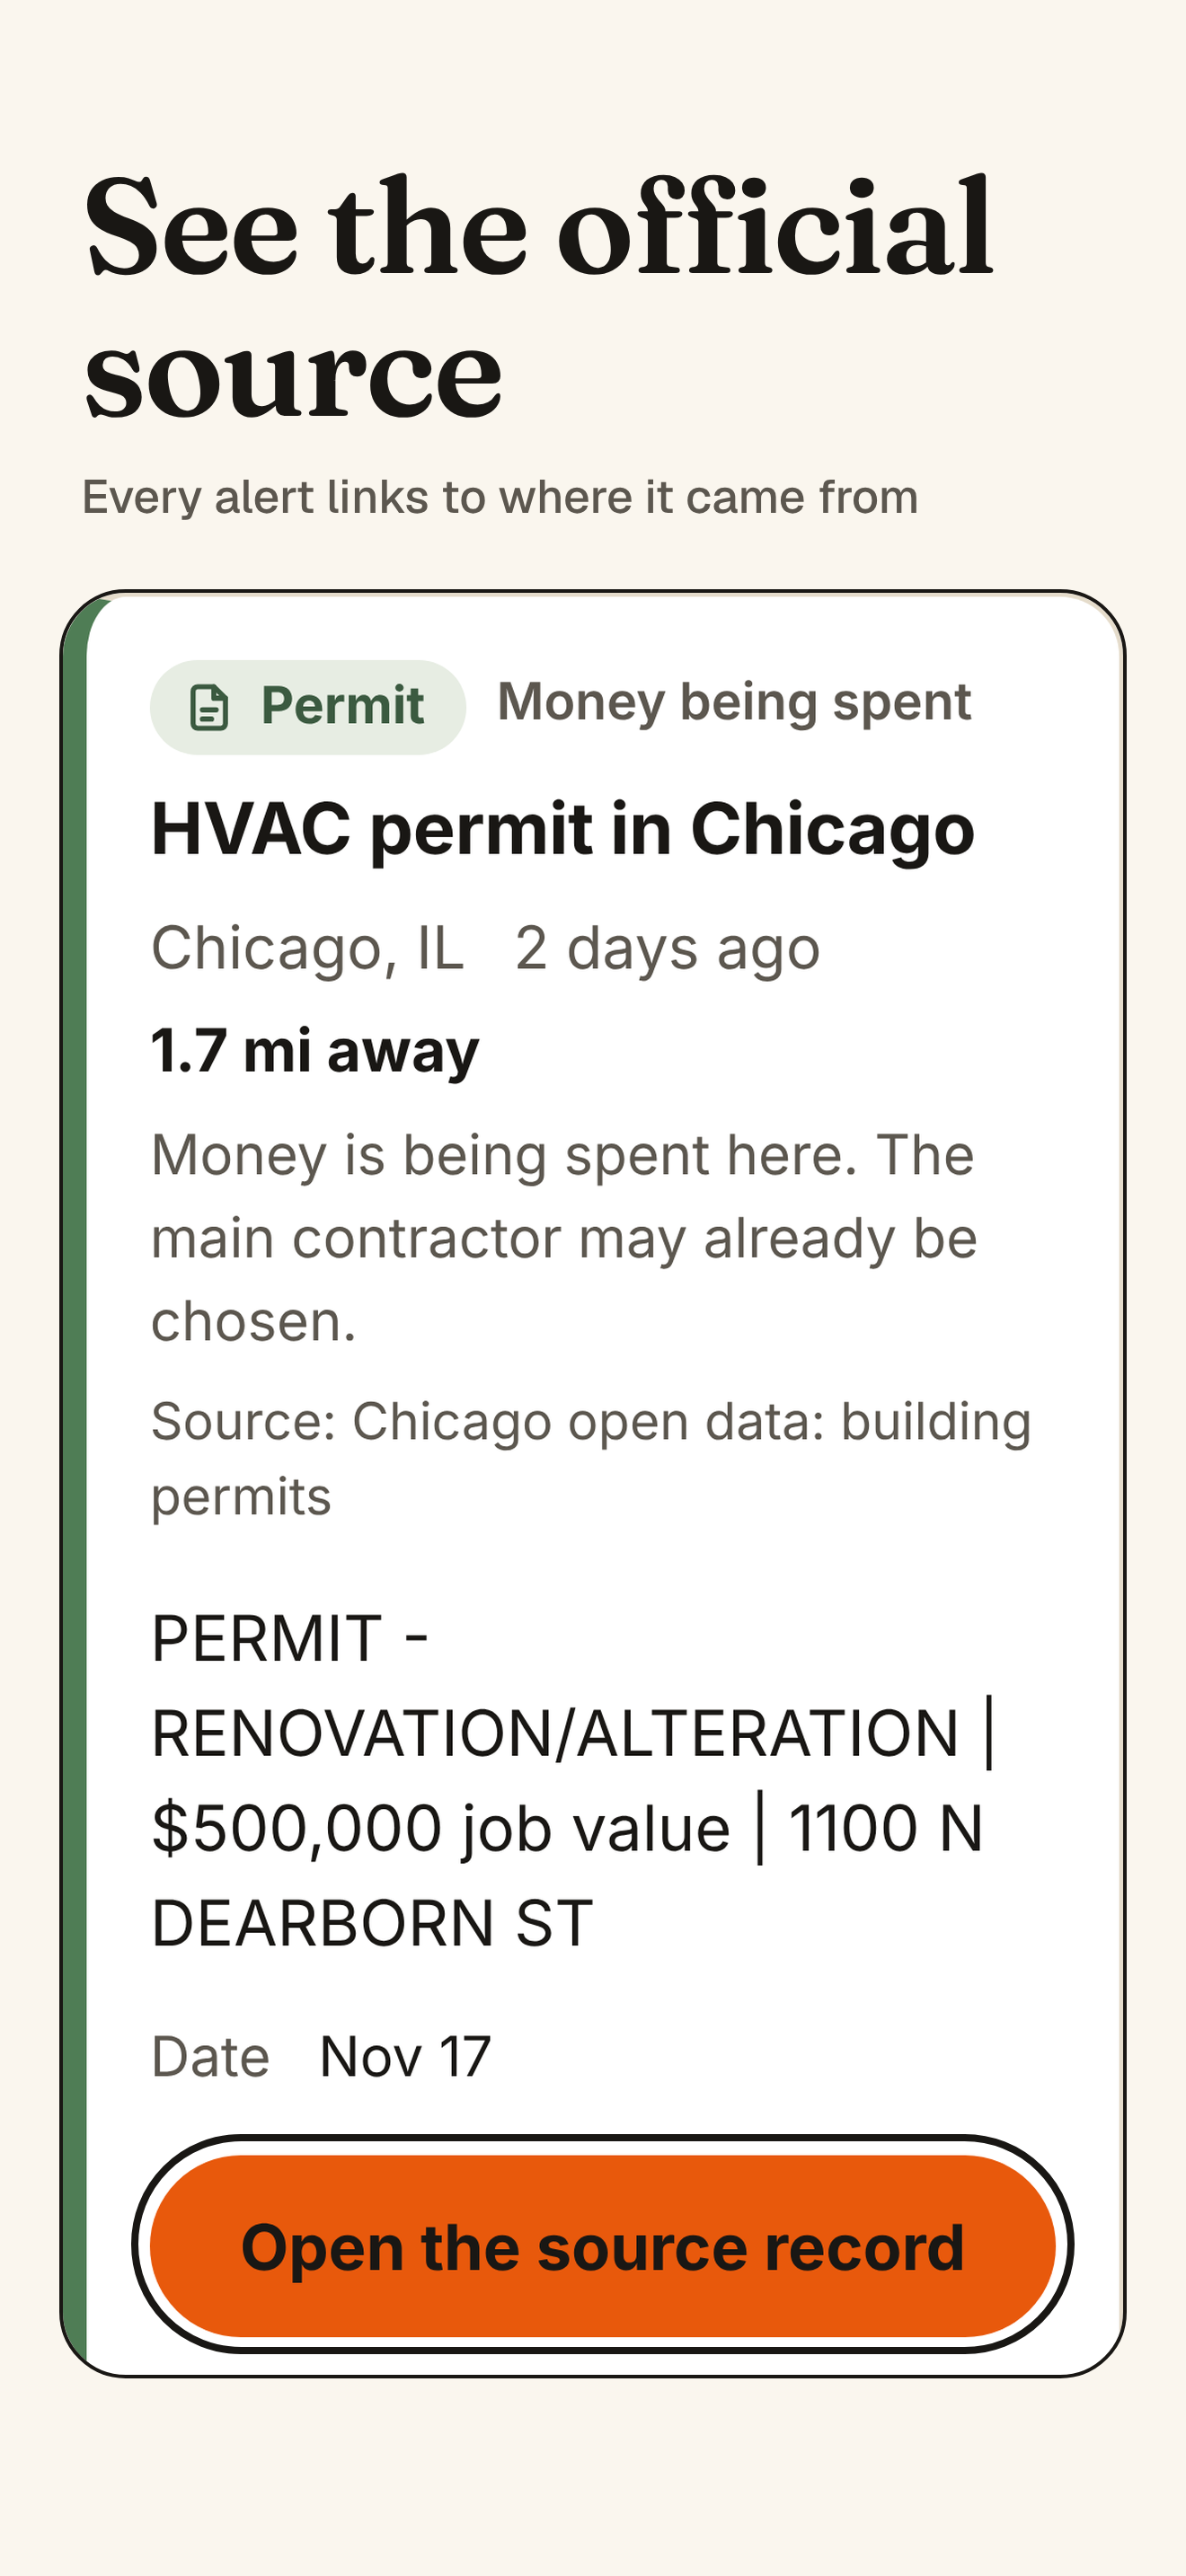 See the official
source
Every alert links to where it came from
Permit Money being spent
HVAC permit in Chicago
Chicago, IL 2 days ago
1.7 mi away
Money is being spent here. The
main contractor may already be
chosen.
Source: Chicago open data: building
permits
PERMIT -
RENOVATION/ALTERATION |
$500,000 job value | 1100 N
DEARBORN ST
Date Nov 17
Open the source record